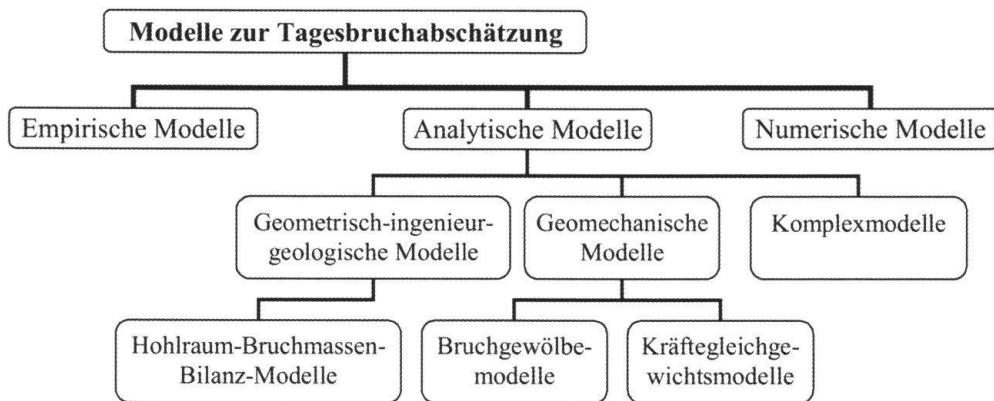 Modelle zur Tagesbruchabschätzung
Empirische Modelle
Analytische Modelle
Numerische Modelle
Geometrisch-ingenieur-
geologische Modelle
Geomechanische
Modelle
Komplexmodelle
Hohlraum-Bruchmassen-
Bilanz-Modelle
Bruchgewölbe-
modelle
Kräftegleichge-
wichtsmodelle